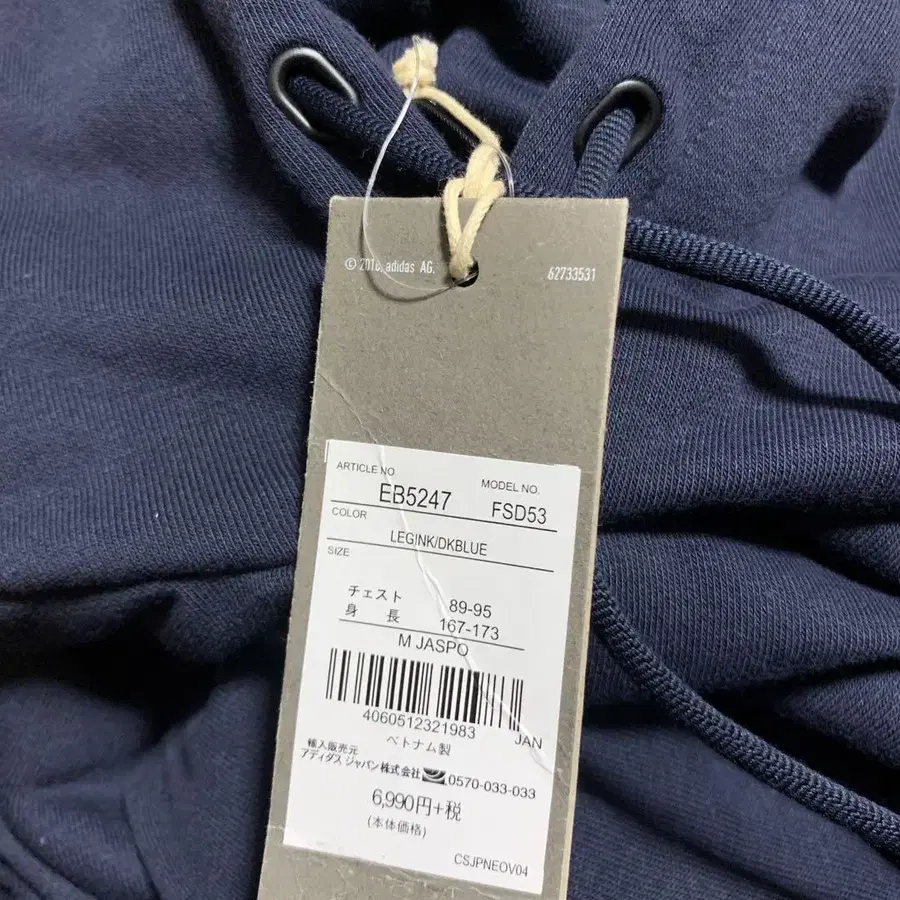 © 2018, adidas AG. 62733531
ARTICLE NO. MODEL NO.
EB5247 FSD53
COLOR
LEGINK/DKBLUE
SIZE
チェスト 89-95
身 長 167-173
M JASPO
4060512321983 JAN
ベトナム製
輸入販売元
アディダス ジャパン株式会社 0570-033-033
6,990円+税
(本体価格)
CSJPNEOV04